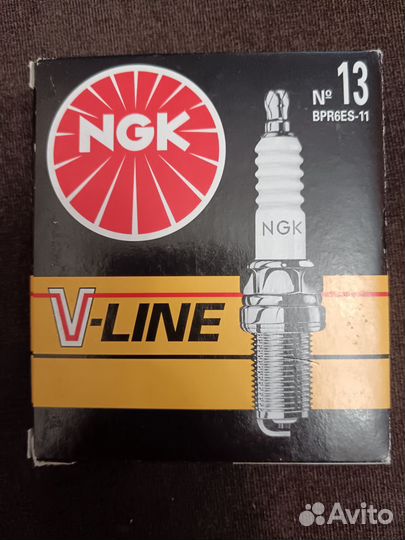 NGK
Nº 13
BPR6ES-11
NGK
V-LINE
Avito